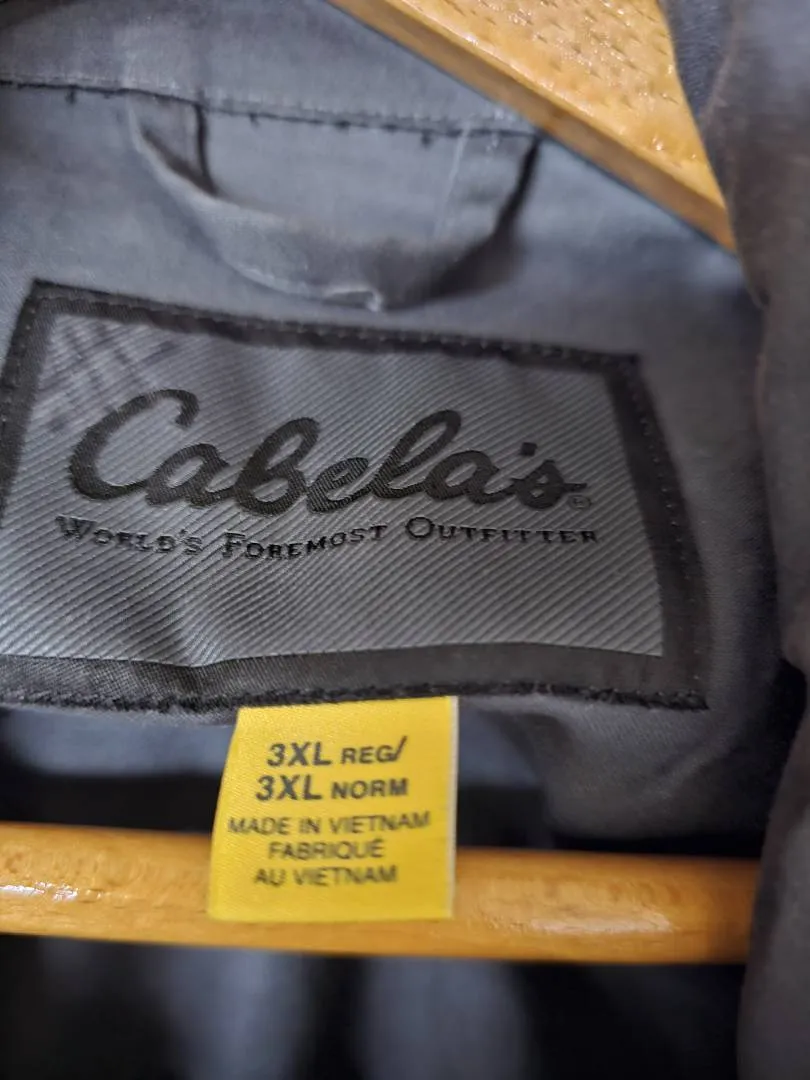 Cabela's®
WORLD'S FOREMOST OUTFITTER
3XL REG/
3XL NORM
MADE IN VIETNAM
FABRIQUÉ
AU VIETNAM